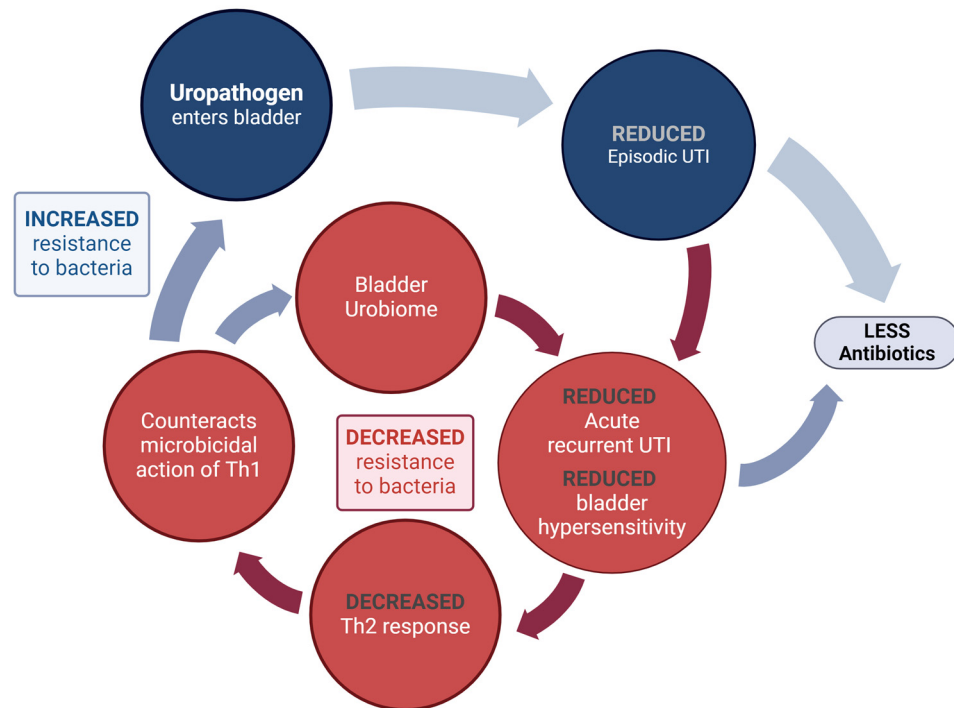 Uropathogen
enters bladder
REDUCED
Episodic UTI
INCREASED
resistance
to bacteria
Bladder
Urobiome
LESS
Antibiotics
Counteracts
microbicidal
action of Th1
DECREASED
resistance
to bacteria
REDUCED
Acute
recurrent UTI
REDUCED
bladder
hypersensitivity
DECREASED
Th2 response